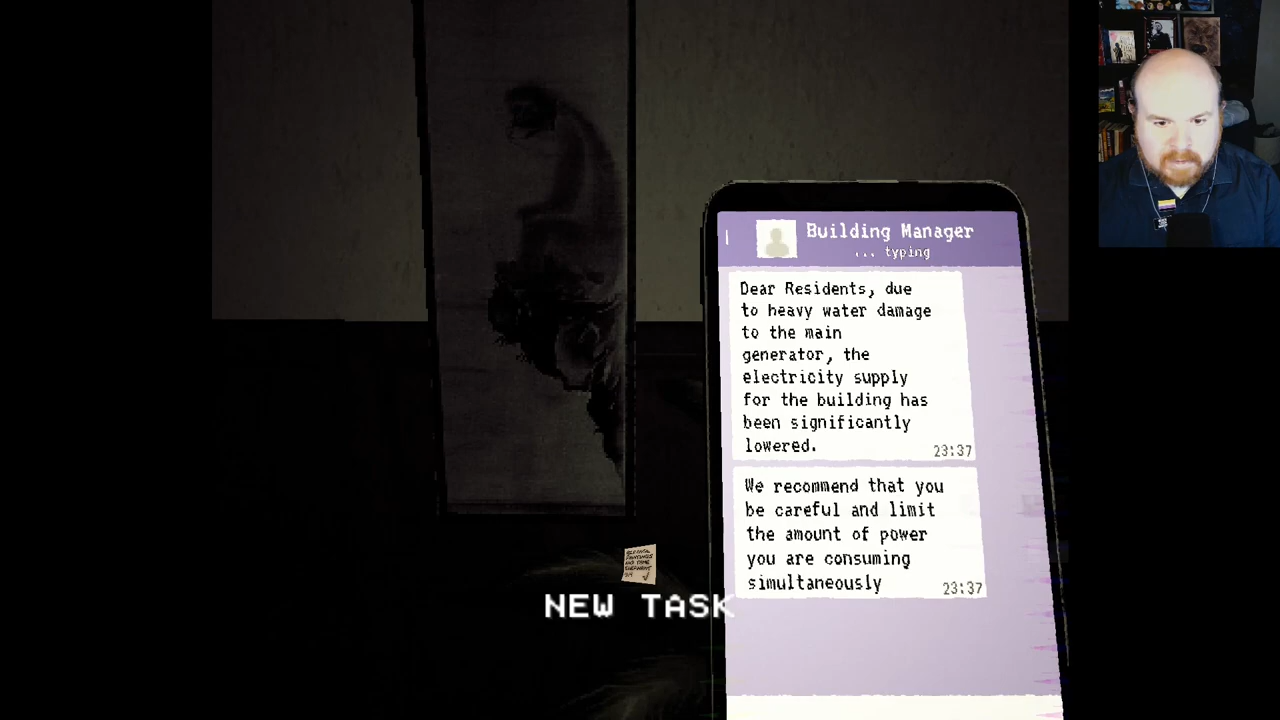 Building Manager
... typing
Dear Residents, due
to heavy water damage
to the main
generator, the
electricity supply
for the building has
been significantly
lowered.
23:37
We recommend that you
be careful and limit
the amount of power
you are consuming
simultaneously
23:37
NEW TASK